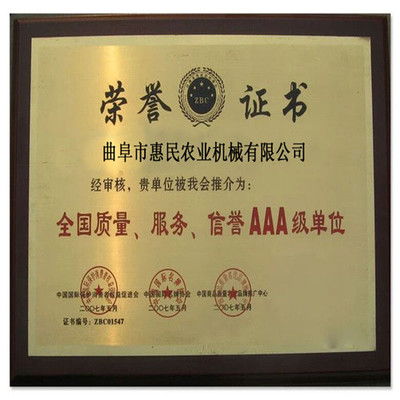 荣誉证书
ZBC
曲阜市惠民农业机械有限公司
经审核，贵单位被我会推介为：
全国质量、服务、信誉AAA级单位
二〇〇七年五月 二〇〇七年五月 二〇〇七年五月
证书编号：ZBC01547